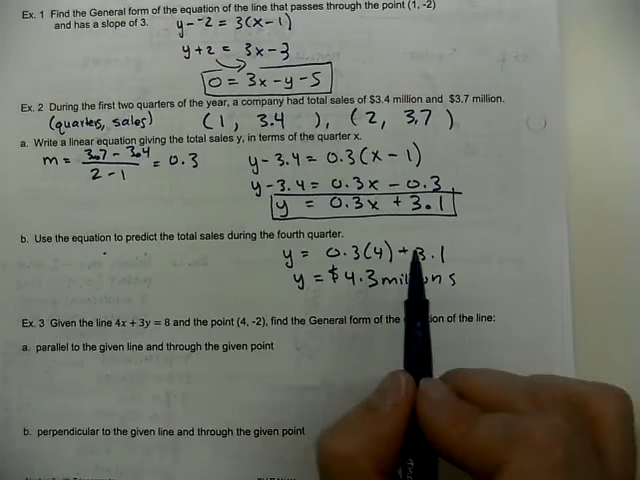 Ex. 1 Find the General form of the equation of the line that passes through the point (1, -2)
and has a slope of 3.
y - -2 = 3(x - 1)
y + 2 = 3x - 3
0 = 3x - y - 5
Ex. 2 During the first two quarters of the year, a company had total sales of $3.4 million and $3.7 million.
(quarters, sales) (1, 3.4), (2, 3.7)
a. Write a linear equation giving the total sales y, in terms of the quarter x.
m = 3.7 - 3.4 / 2 - 1 = 0.3
y - 3.4 = 0.3(x - 1)
y - 3.4 = 0.3x - 0.3
y = 0.3x + 3.1
b. Use the equation to predict the total sales during the fourth quarter.
y = 0.3(4) + 3.1
y = $4.3 millions
Ex. 3 Given the line 4x + 3y = 8 and the point (4, -2), find the General form of the of the line:
a. parallel to the given line and through the given point
b. perpendicular to the given line and through the given point